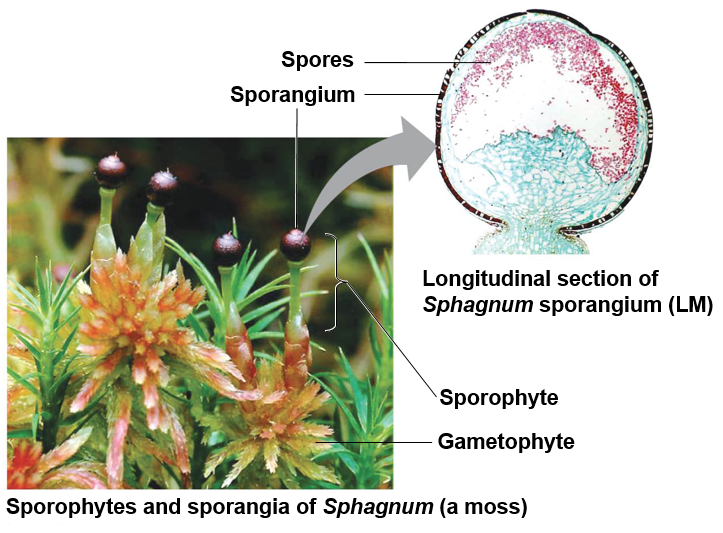 Spores
Sporangium
Longitudinal section of
Sphagnum sporangium (LM)
Sporophyte
Gametophyte
Sporophytes and sporangia of Sphagnum (a moss)